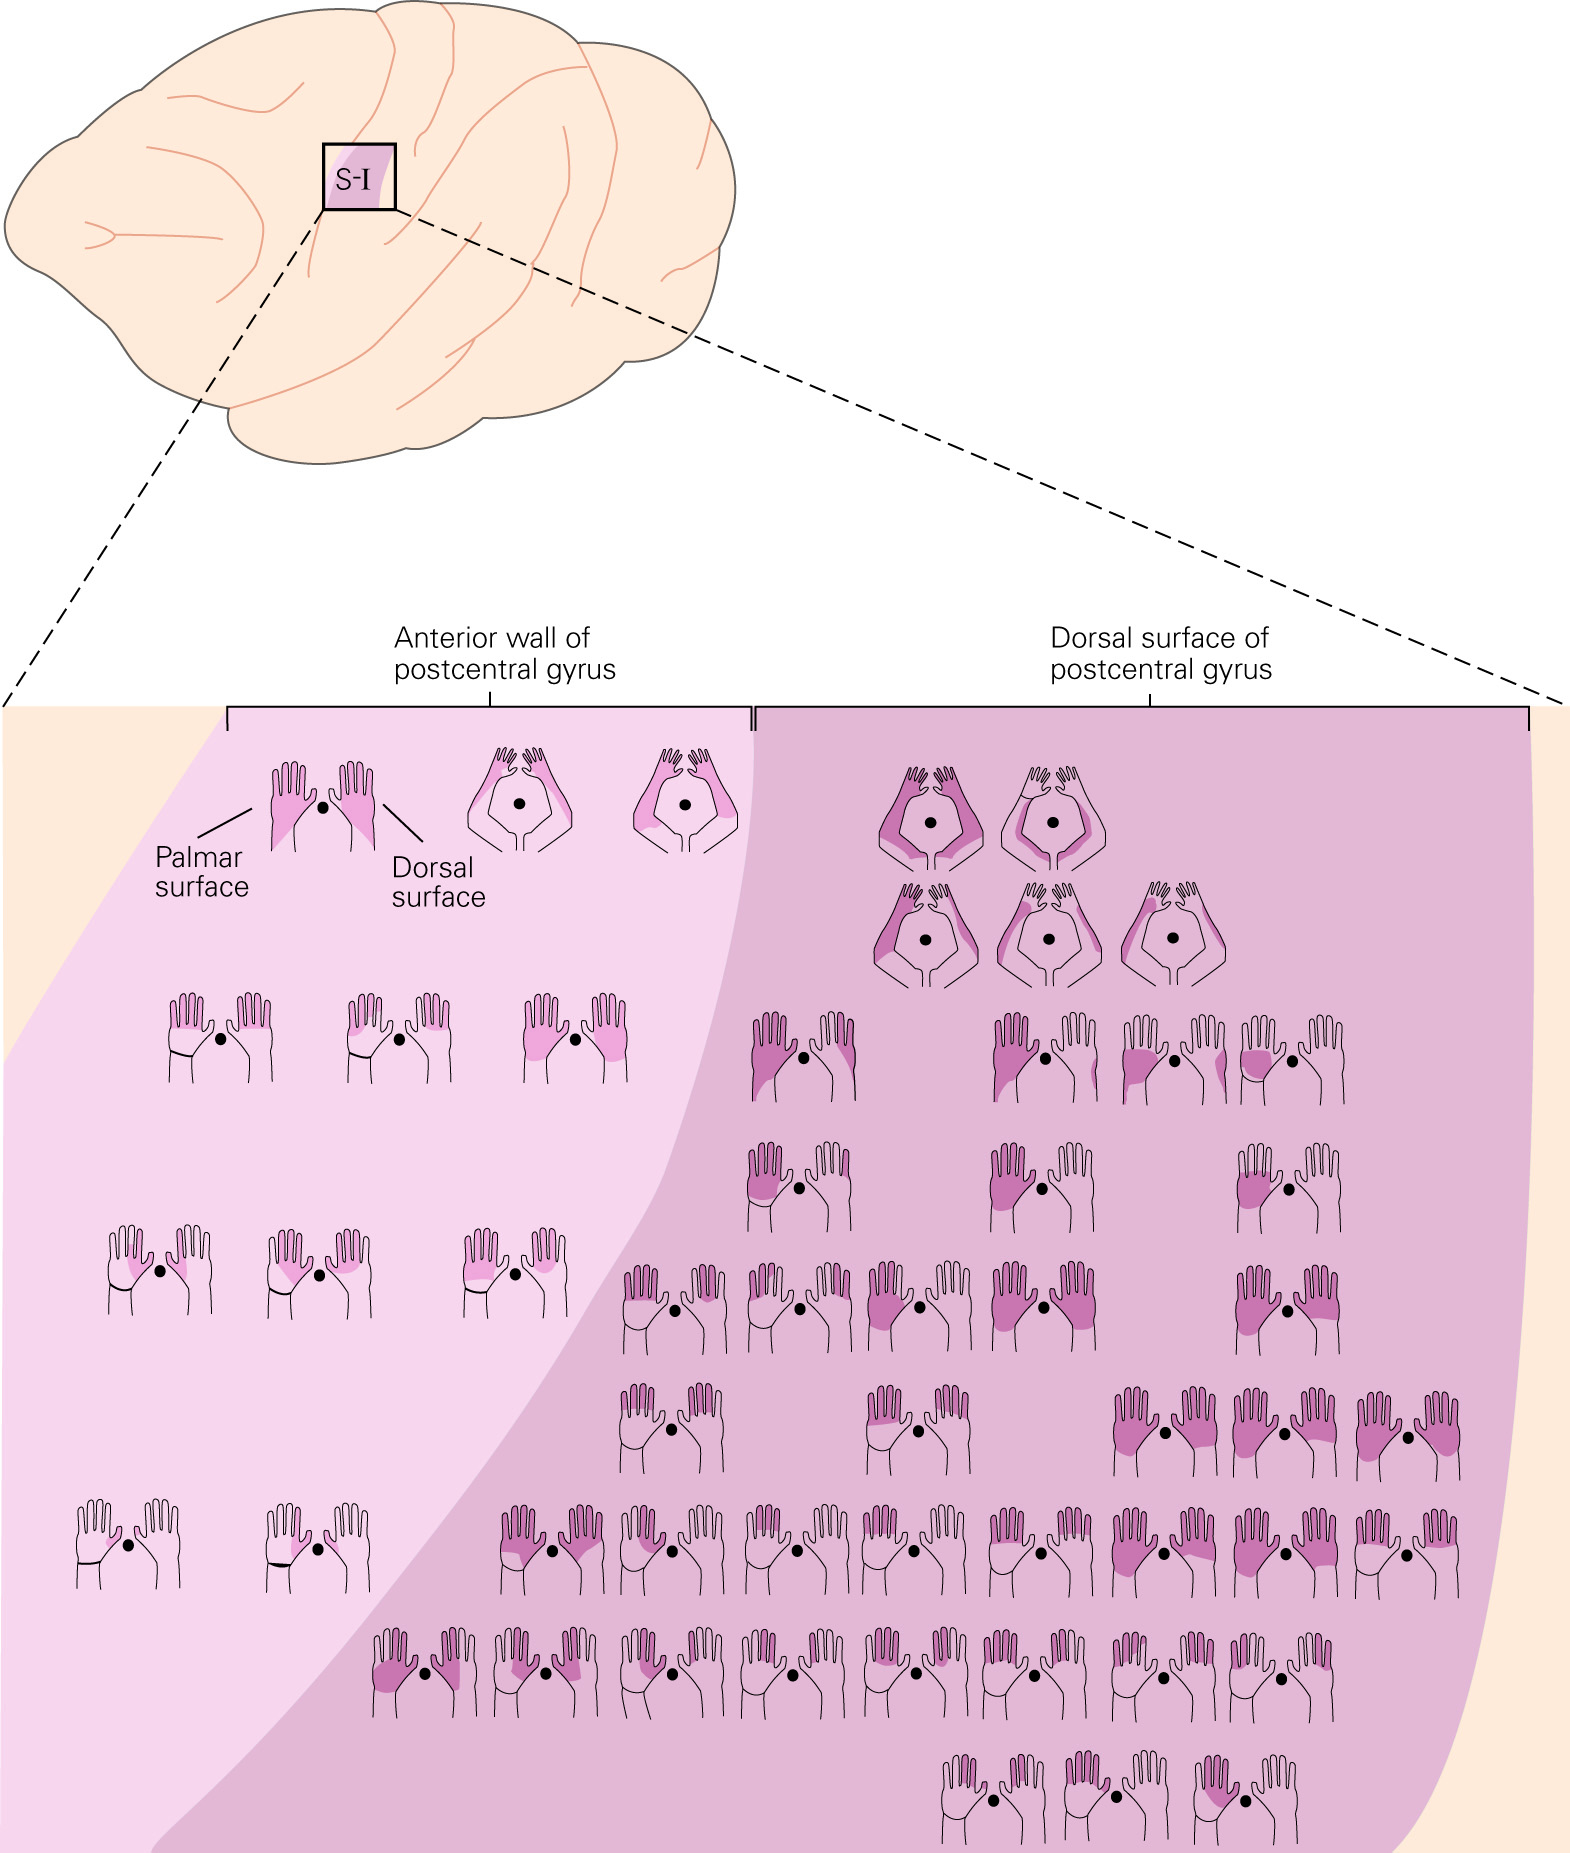 S-I
Anterior wall of
postcentral gyrus
Dorsal surface of
postcentral gyrus
Palmar
surface
Dorsal
surface